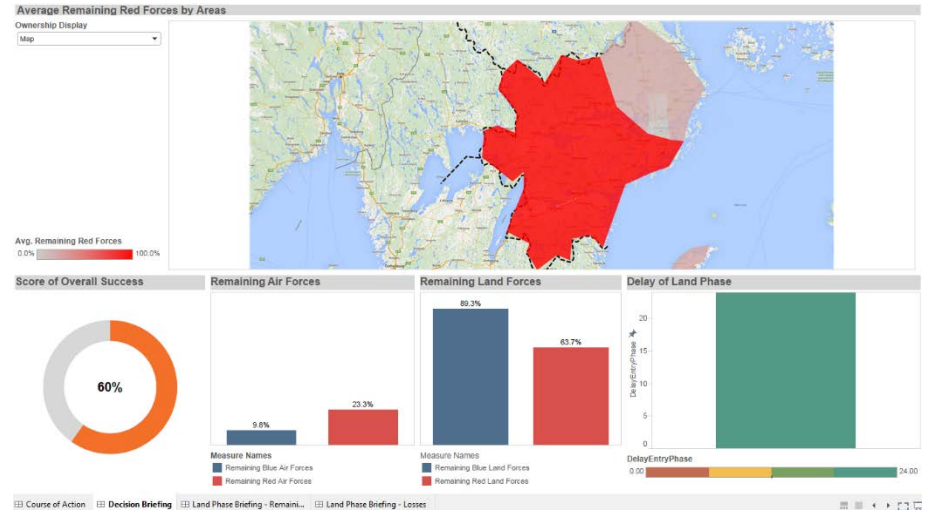 Average Remaining Red Forces by Areas
Ownership Display
Map
Avg. Remaining Red Forces
0.0%
100.0%
Score of Overall Success
60%
Remaining Air Forces
9.8%
23.3%
Measure Names
Remaining Blue Air Forces
Remaining Red Air Forces
Remaining Land Forces
89.3%
63.7%
Measure Names
Remaining Blue Land Forces
Remaining Red Land Forces
Delay of Land Phase
DelayEntryPhase
20
15
10
5
0
DelayEntryPhase
0.00
24.00
Course of Action
Decision Briefing
Land Phase Briefing - Remaini...
Land Phase Briefing - Losses